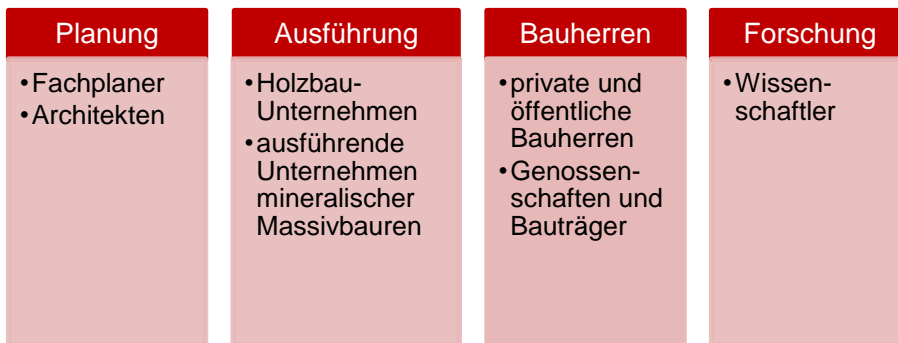 Planung
•Fachplaner
•Architekten
Ausführung
•Holzbau-
Unternehmen
•ausführende
Unternehmen
mineralischer
Massivbauren
Bauherren
•private und
öffentliche
Bauherren
•Genossen-
schaften und
Bauträger
Forschung
•Wissen-
schaftler